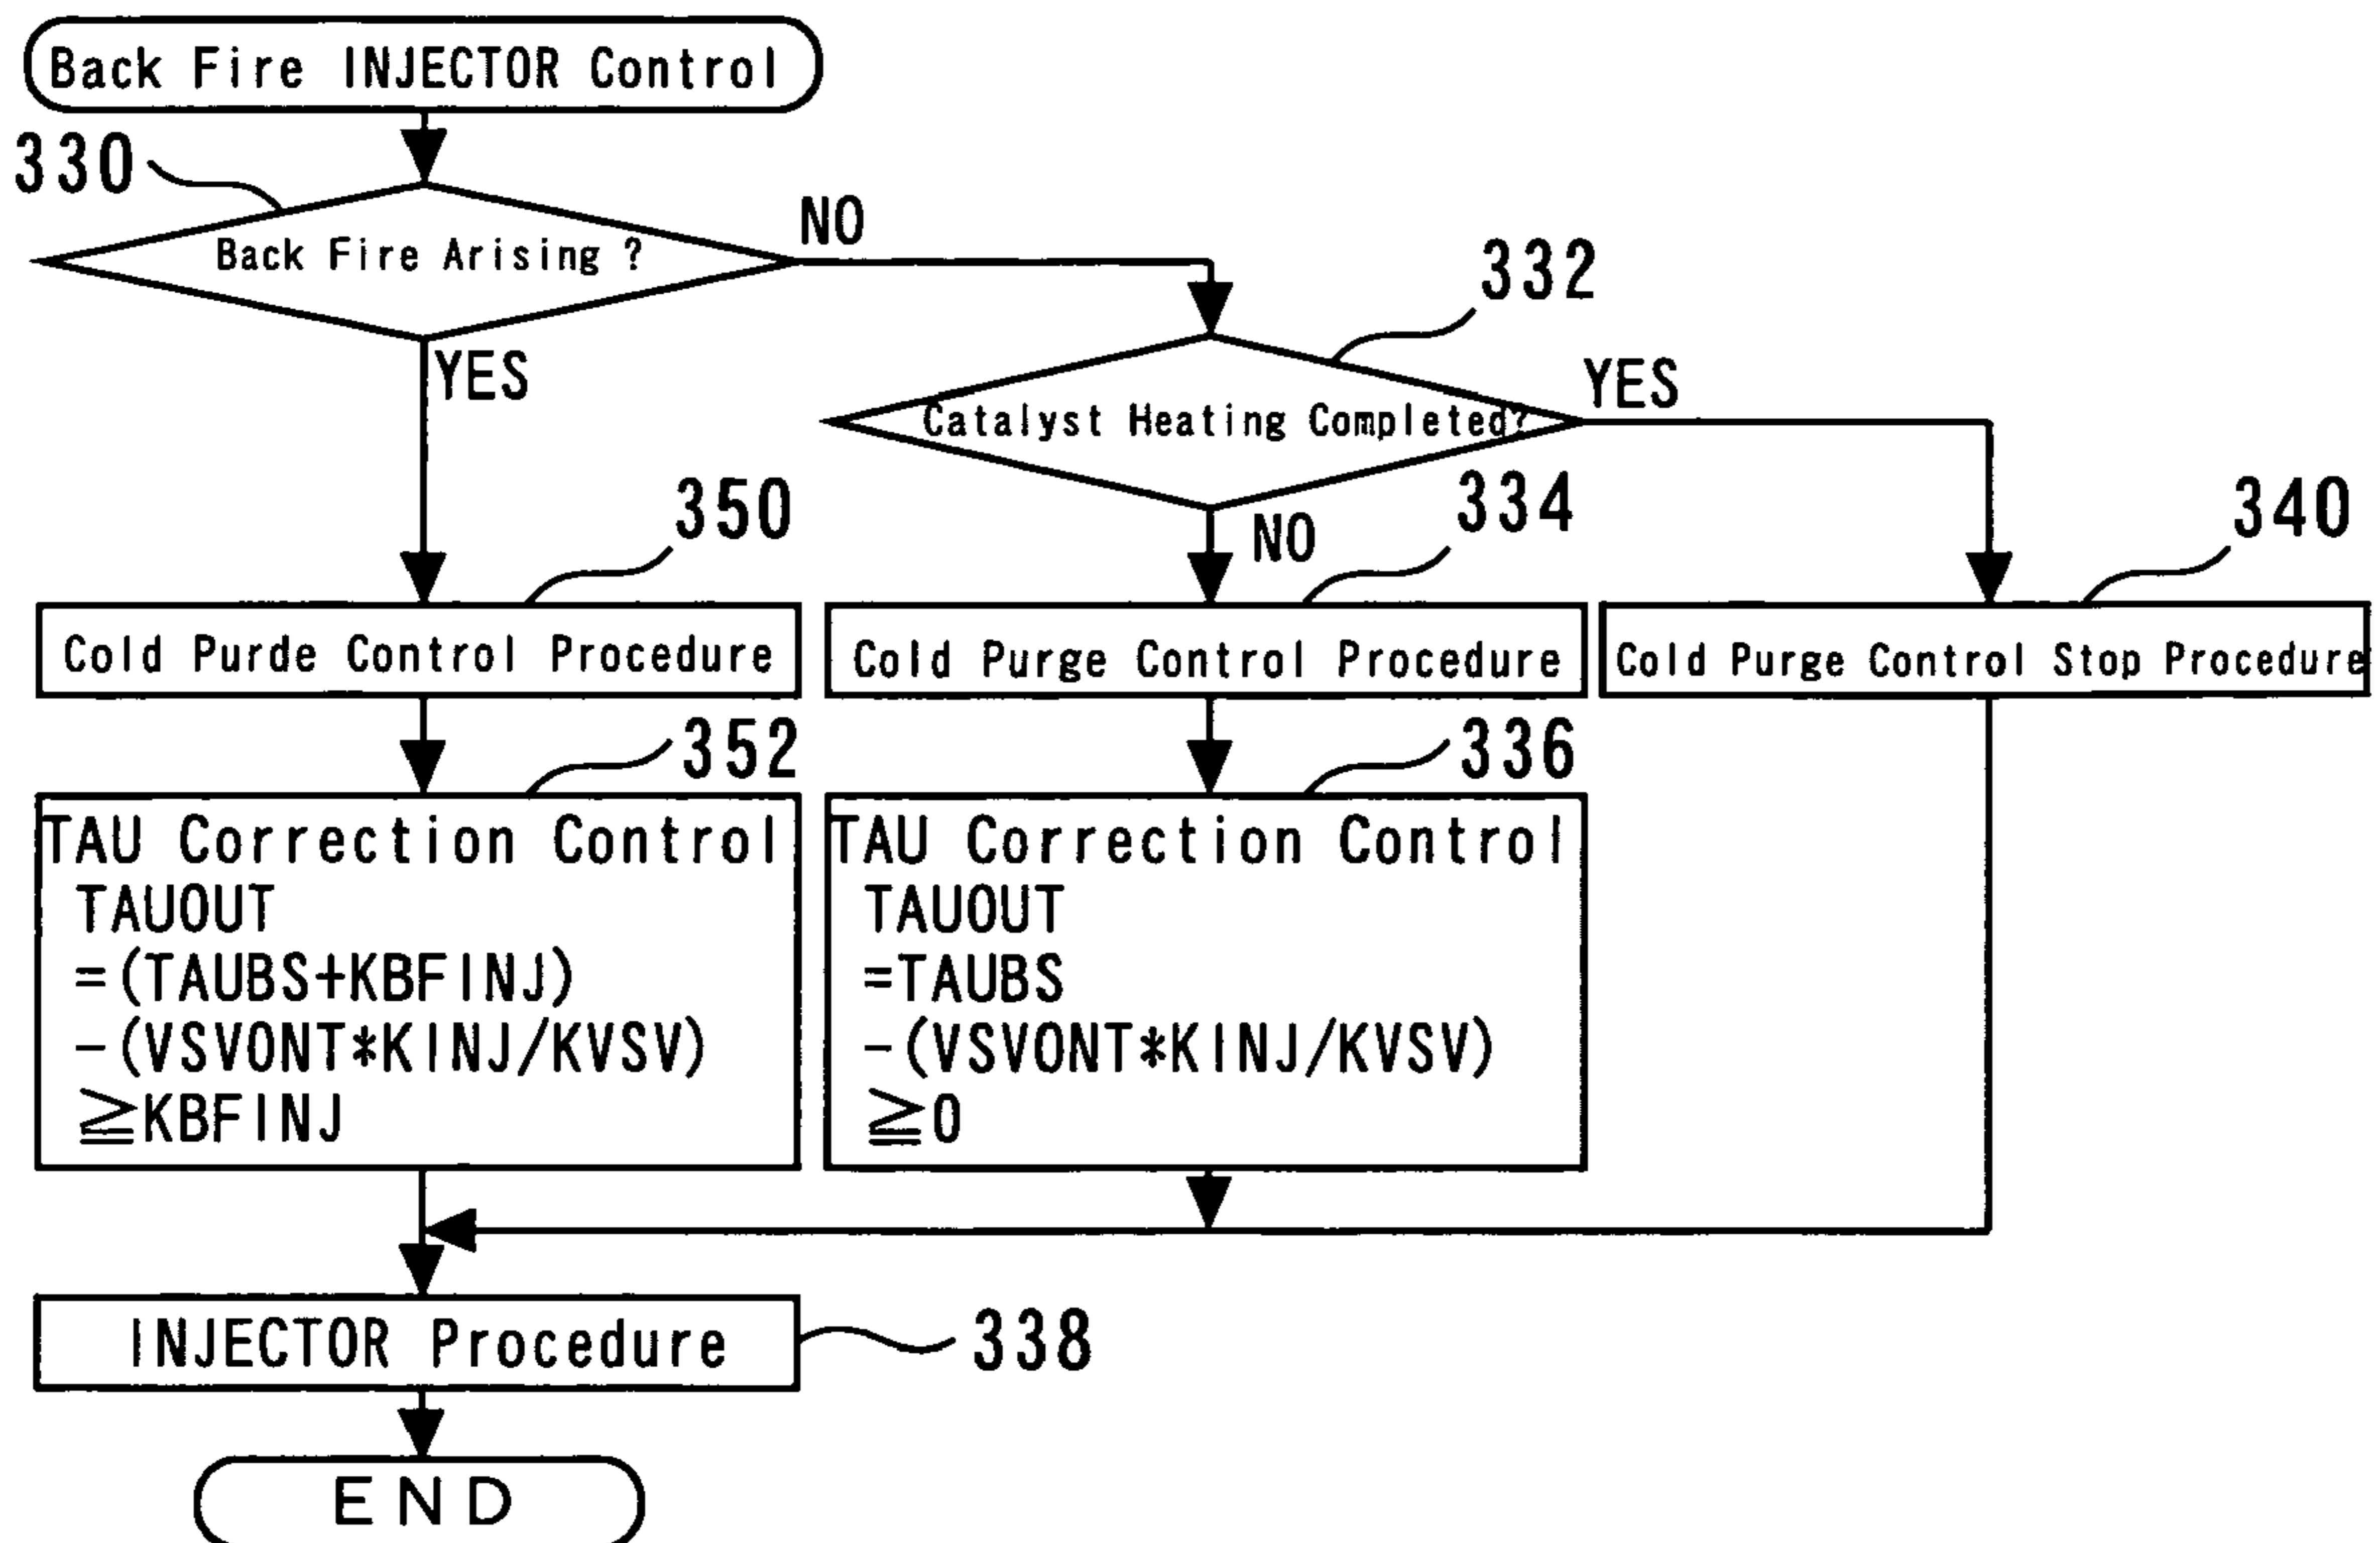 Back Fire INJECTOR Control
330
Back Fire Arising ?
NO
YES
332
Catalyst Heating Completed?
YES
NO
350
334
340
Cold Purde Control Procedure
Cold Purge Control Procedure
Cold Purge Control Stop Procedure
352
336
TAU Correction Control
TAUOUT
=(TAUBS+KBFINJ)
-(VSVONT*KINJ/KVSV)
≧KBFINJ
TAU Correction Control
TAUOUT
=TAUBS
-(VSVONT*KINJ/KVSV)
≧0
INJECTOR Procedure
338
END